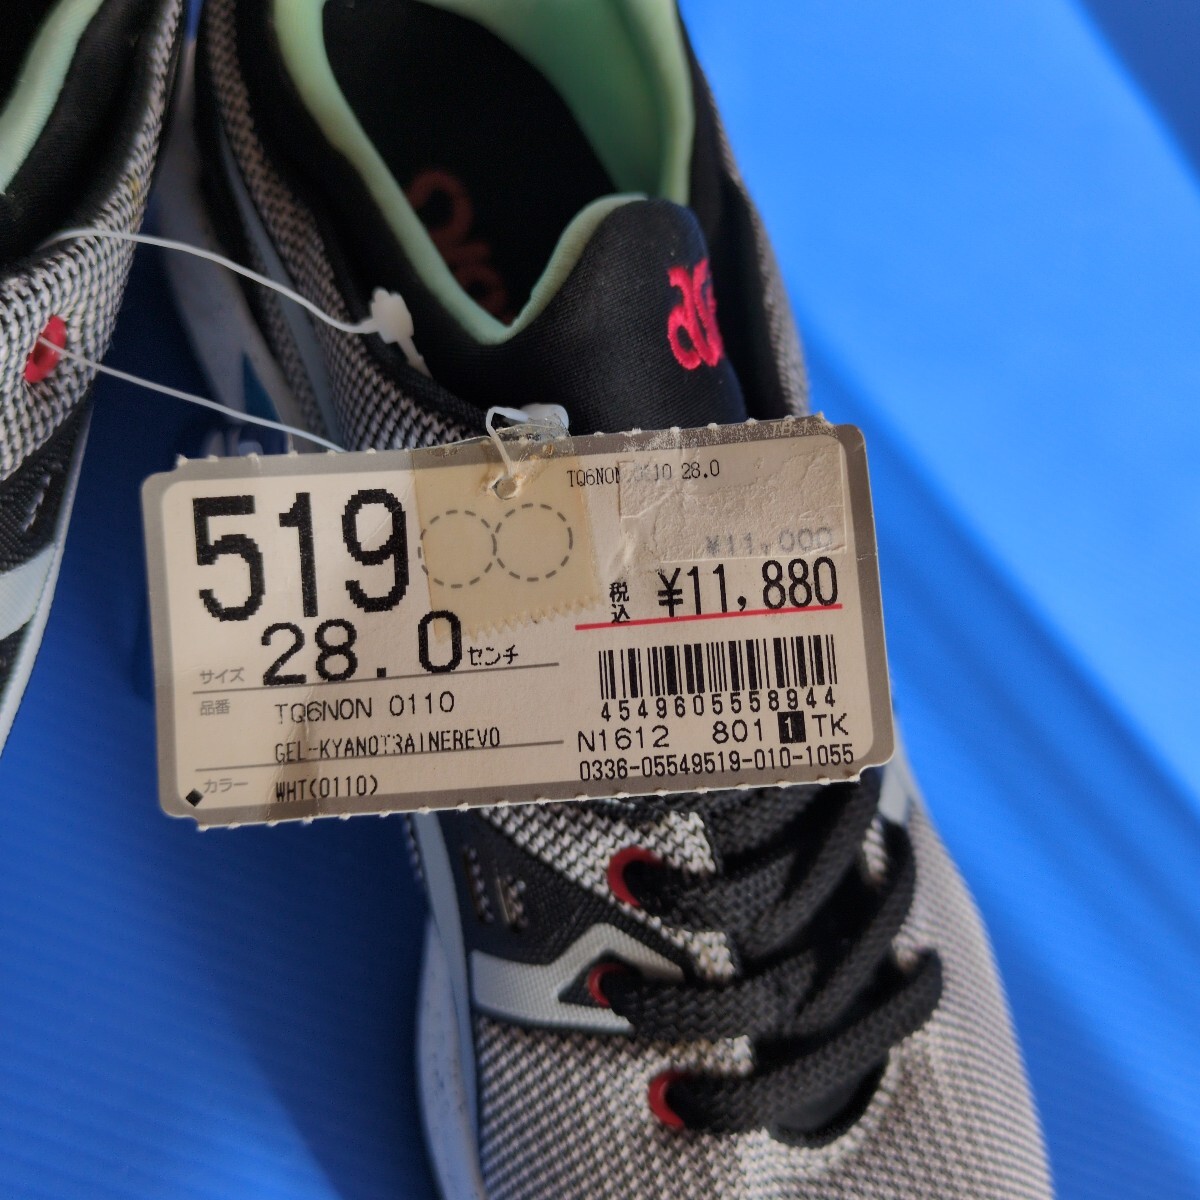 TQ6NON 0110 28.0
519
¥11,000
税込 ¥11,880
サイズ 28.0センチ
4549605558944
品番 TQ6NON 0110
N1612 801 1 TK
GEL-KYANOTRAINEREVO
0336-05549519-010-1055
カラー WHT(0110)